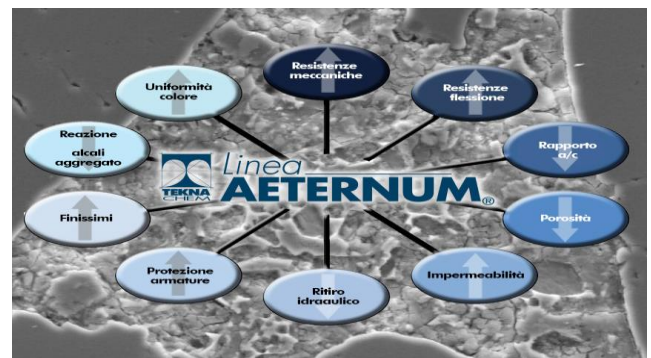 Resistenze
meccaniche
Resistenze
flessione
Rapporto
a/c
Porosità
Impermeabilità
Ritiro
idraaulico
Protezione
armature
Finissimi
Reazione
alcali
aggregato
Uniformità
colore
TEKNA
CHEM
Linea
AETERNUM®